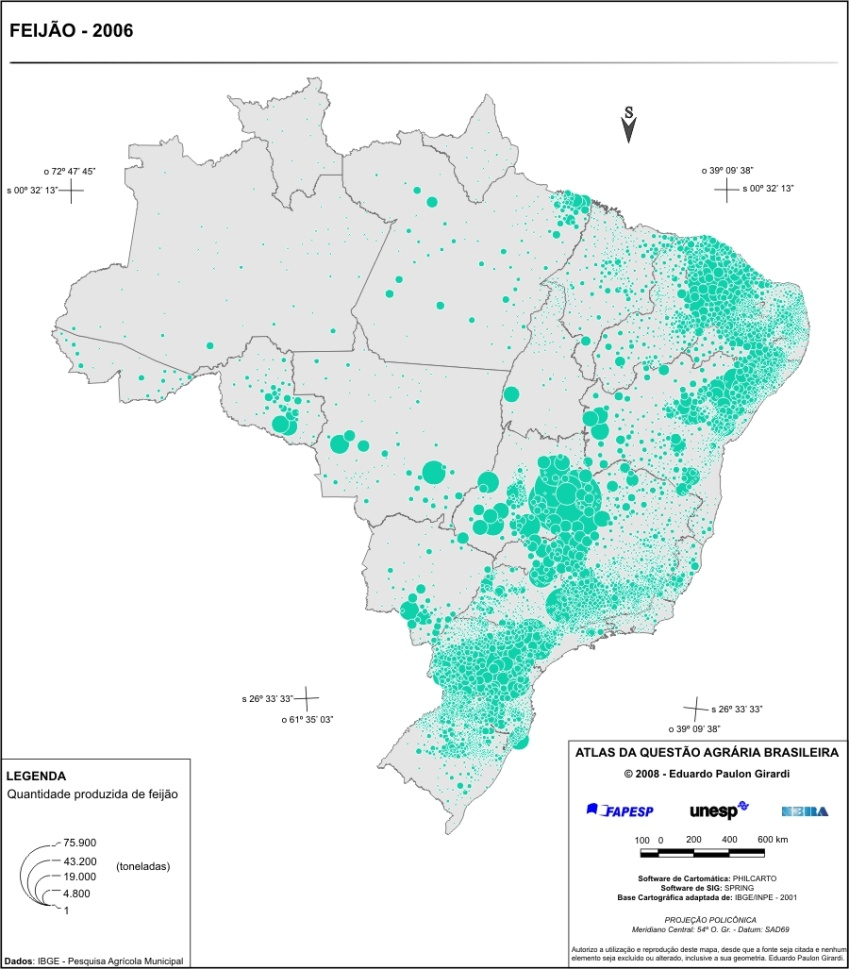 FEIJÃO - 2006
S
o 72º 47' 45"
s 00º 32' 13"
o 39º 09' 38"
s 00º 32' 13"
s 26º 33' 33"
o 61º 35' 03"
s 26º 33' 33"
o 39º 09' 38"
LEGENDA
Quantidade produzida de feijão
75.900
43.200
19.000
4.800
1
(toneladas)
Dados: IBGE - Pesquisa Agrícola Municipal
ATLAS DA QUESTÃO AGRÁRIA BRASILEIRA
© 2008 - Eduardo Paulon Girardi
FAPESP unesp NERA
100 0 200 400 600 km
Software de Cartomática: PHILCARTO
Software de SIG: SPRING
Base Cartográfica adaptada de: IBGE/INPE - 2001
PROJEÇÃO POLICÔNICA
Meridiano Central: 54º O. Gr. - Datum: SAD69
Autorizo a utilização e reprodução deste mapa, desde que a fonte seja citada e nenhum
elemento seja excluído ou alterado, inclusive a sua geometria. Eduardo Paulon Girardi.